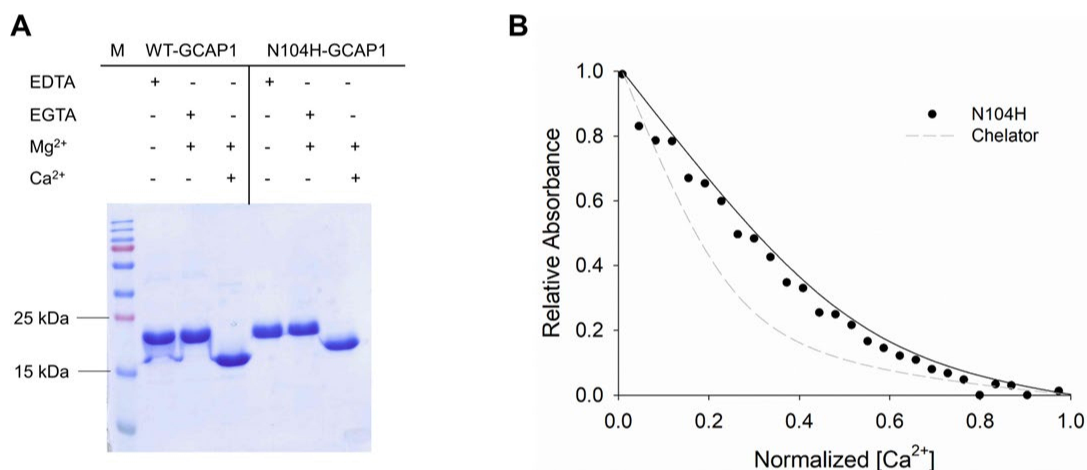 A
M WT-GCAP1 N104H-GCAP1
EDTA + - - + - -
EGTA - + - - + -
Mg²⁺ - + + - + +
Ca²⁺ - - + - - +
25 kDa
15 kDa
B
1.0
0.8
0.6
0.4
0.2
0.0
Relative Absorbance
N104H
Chelator
0.0 0.2 0.4 0.6 0.8 1.0
Normalized [Ca²⁺]